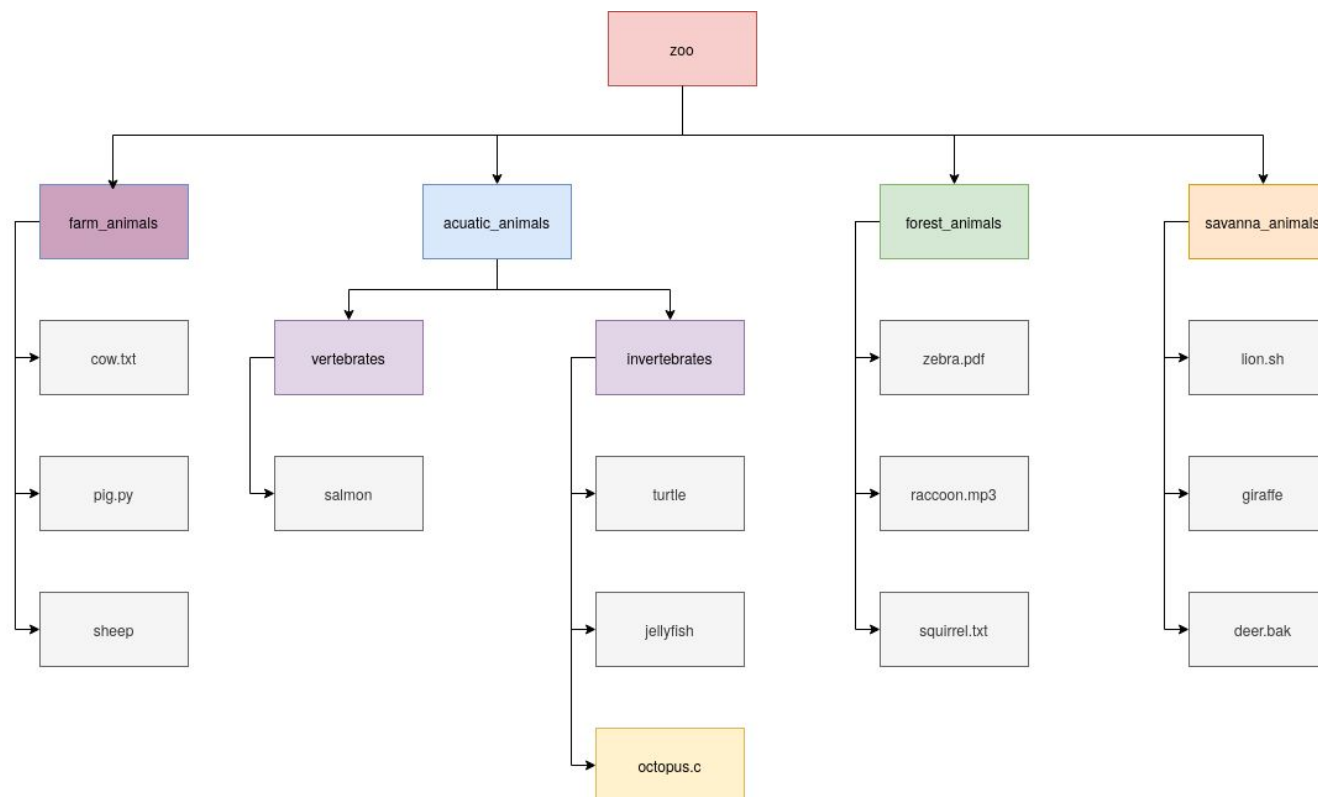 zoo
farm_animals
acuatic_animals
forest_animals
savanna_animals
cow.txt
vertebrates
invertebrates
zebra.pdf
lion.sh
pig.py
salmon
turtle
raccoon.mp3
giraffe
sheep
jellyfish
squirrel.txt
deer.bak
octopus.c